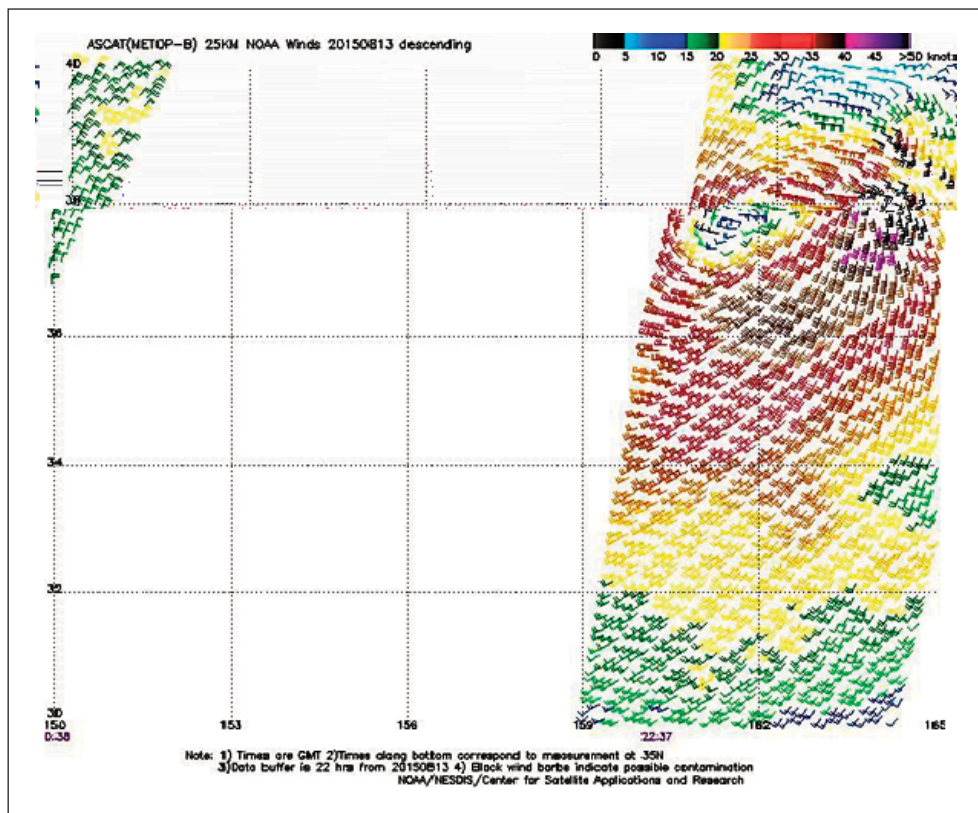 ASCAT(METOP-B) 25KM NOAA Winds 20150813 descending
0 5 10 15 20 25 30 35 40 45 >50 knots
40
38
36
34
32
30
150 153 156 159 162 165
0:38 22:37
Note: 1) Times are GMT 2)Times along bottom correspond to measurement at 35N
3)Data buffer is 22 hrs from 20150813 4) Black wind barbs indicate possible contamination
NOAA/NESDIS/Center for Satellite Applications and Research